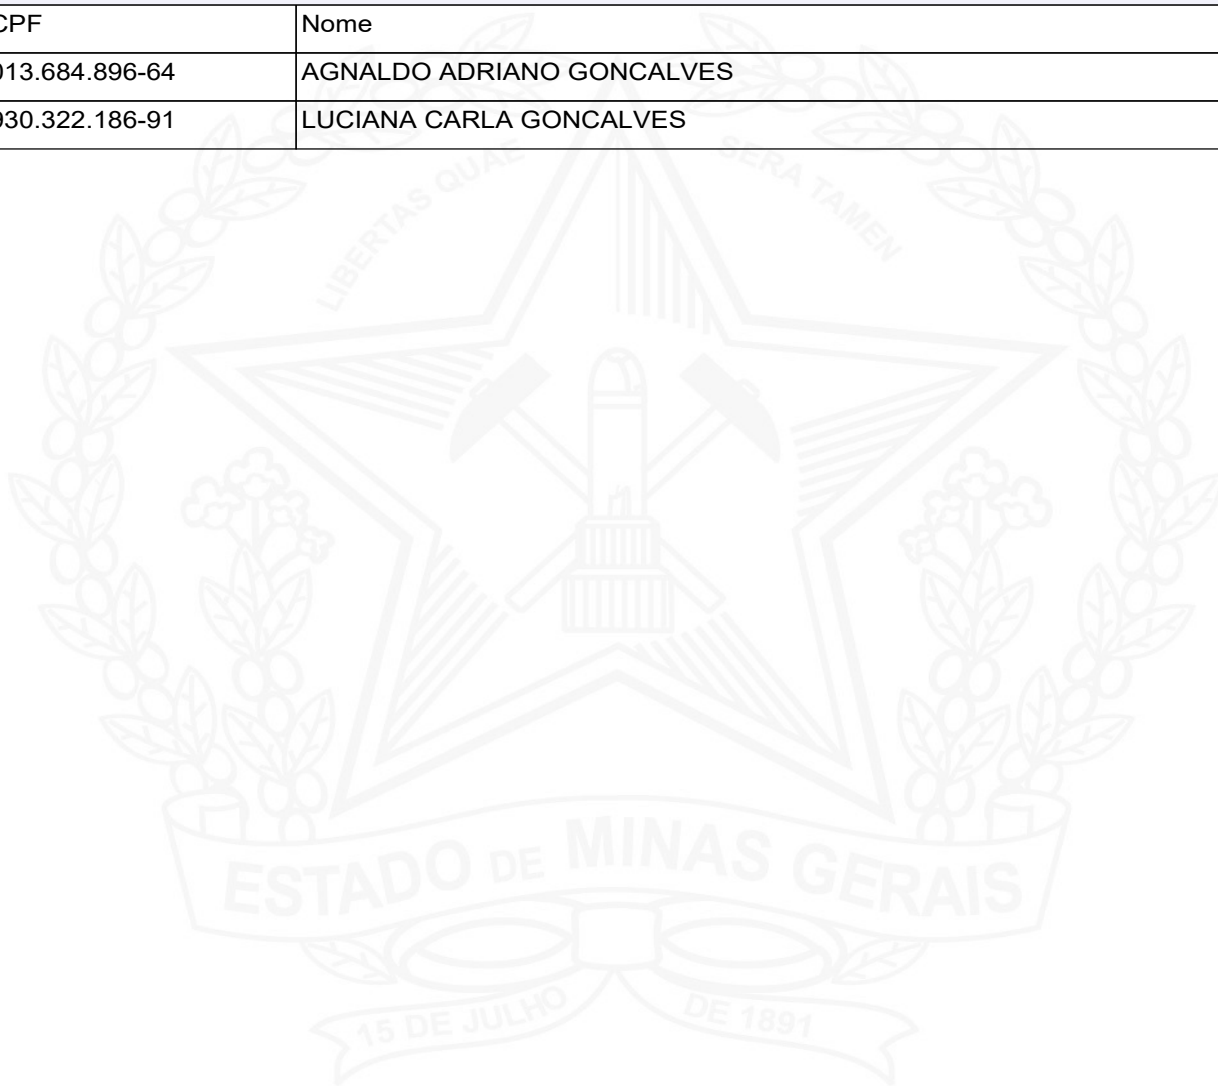 CPF Nome
013.684.896-64 AGNALDO ADRIANO GONCALVES
930.322.186-91 LUCIANA CARLA GONCALVES
LIBERTAS QUAE SERA TAMEN
ESTADO DE MINAS GERAIS
15 DE JULHO DE 1891